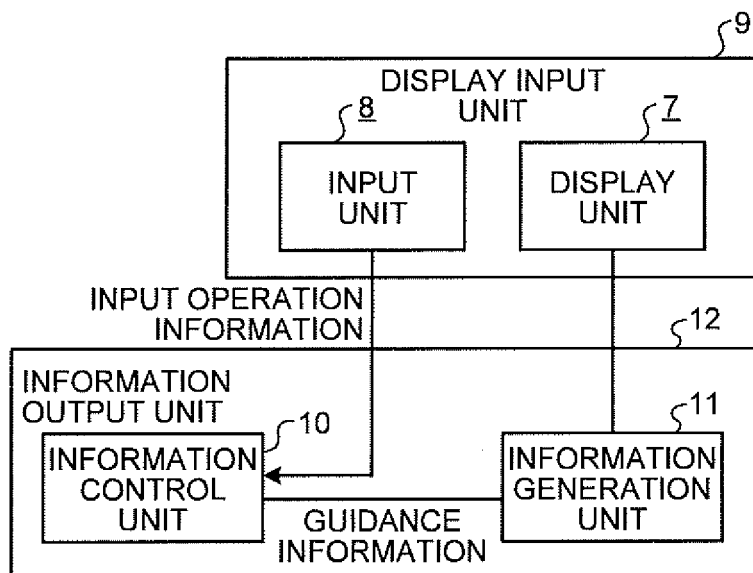 9
DISPLAY INPUT
UNIT
8
7
INPUT
UNIT
DISPLAY
UNIT
INPUT OPERATION
INFORMATION
12
INFORMATION
OUTPUT UNIT
10
11
INFORMATION
CONTROL
UNIT
INFORMATION
GENERATION
UNIT
GUIDANCE
INFORMATION